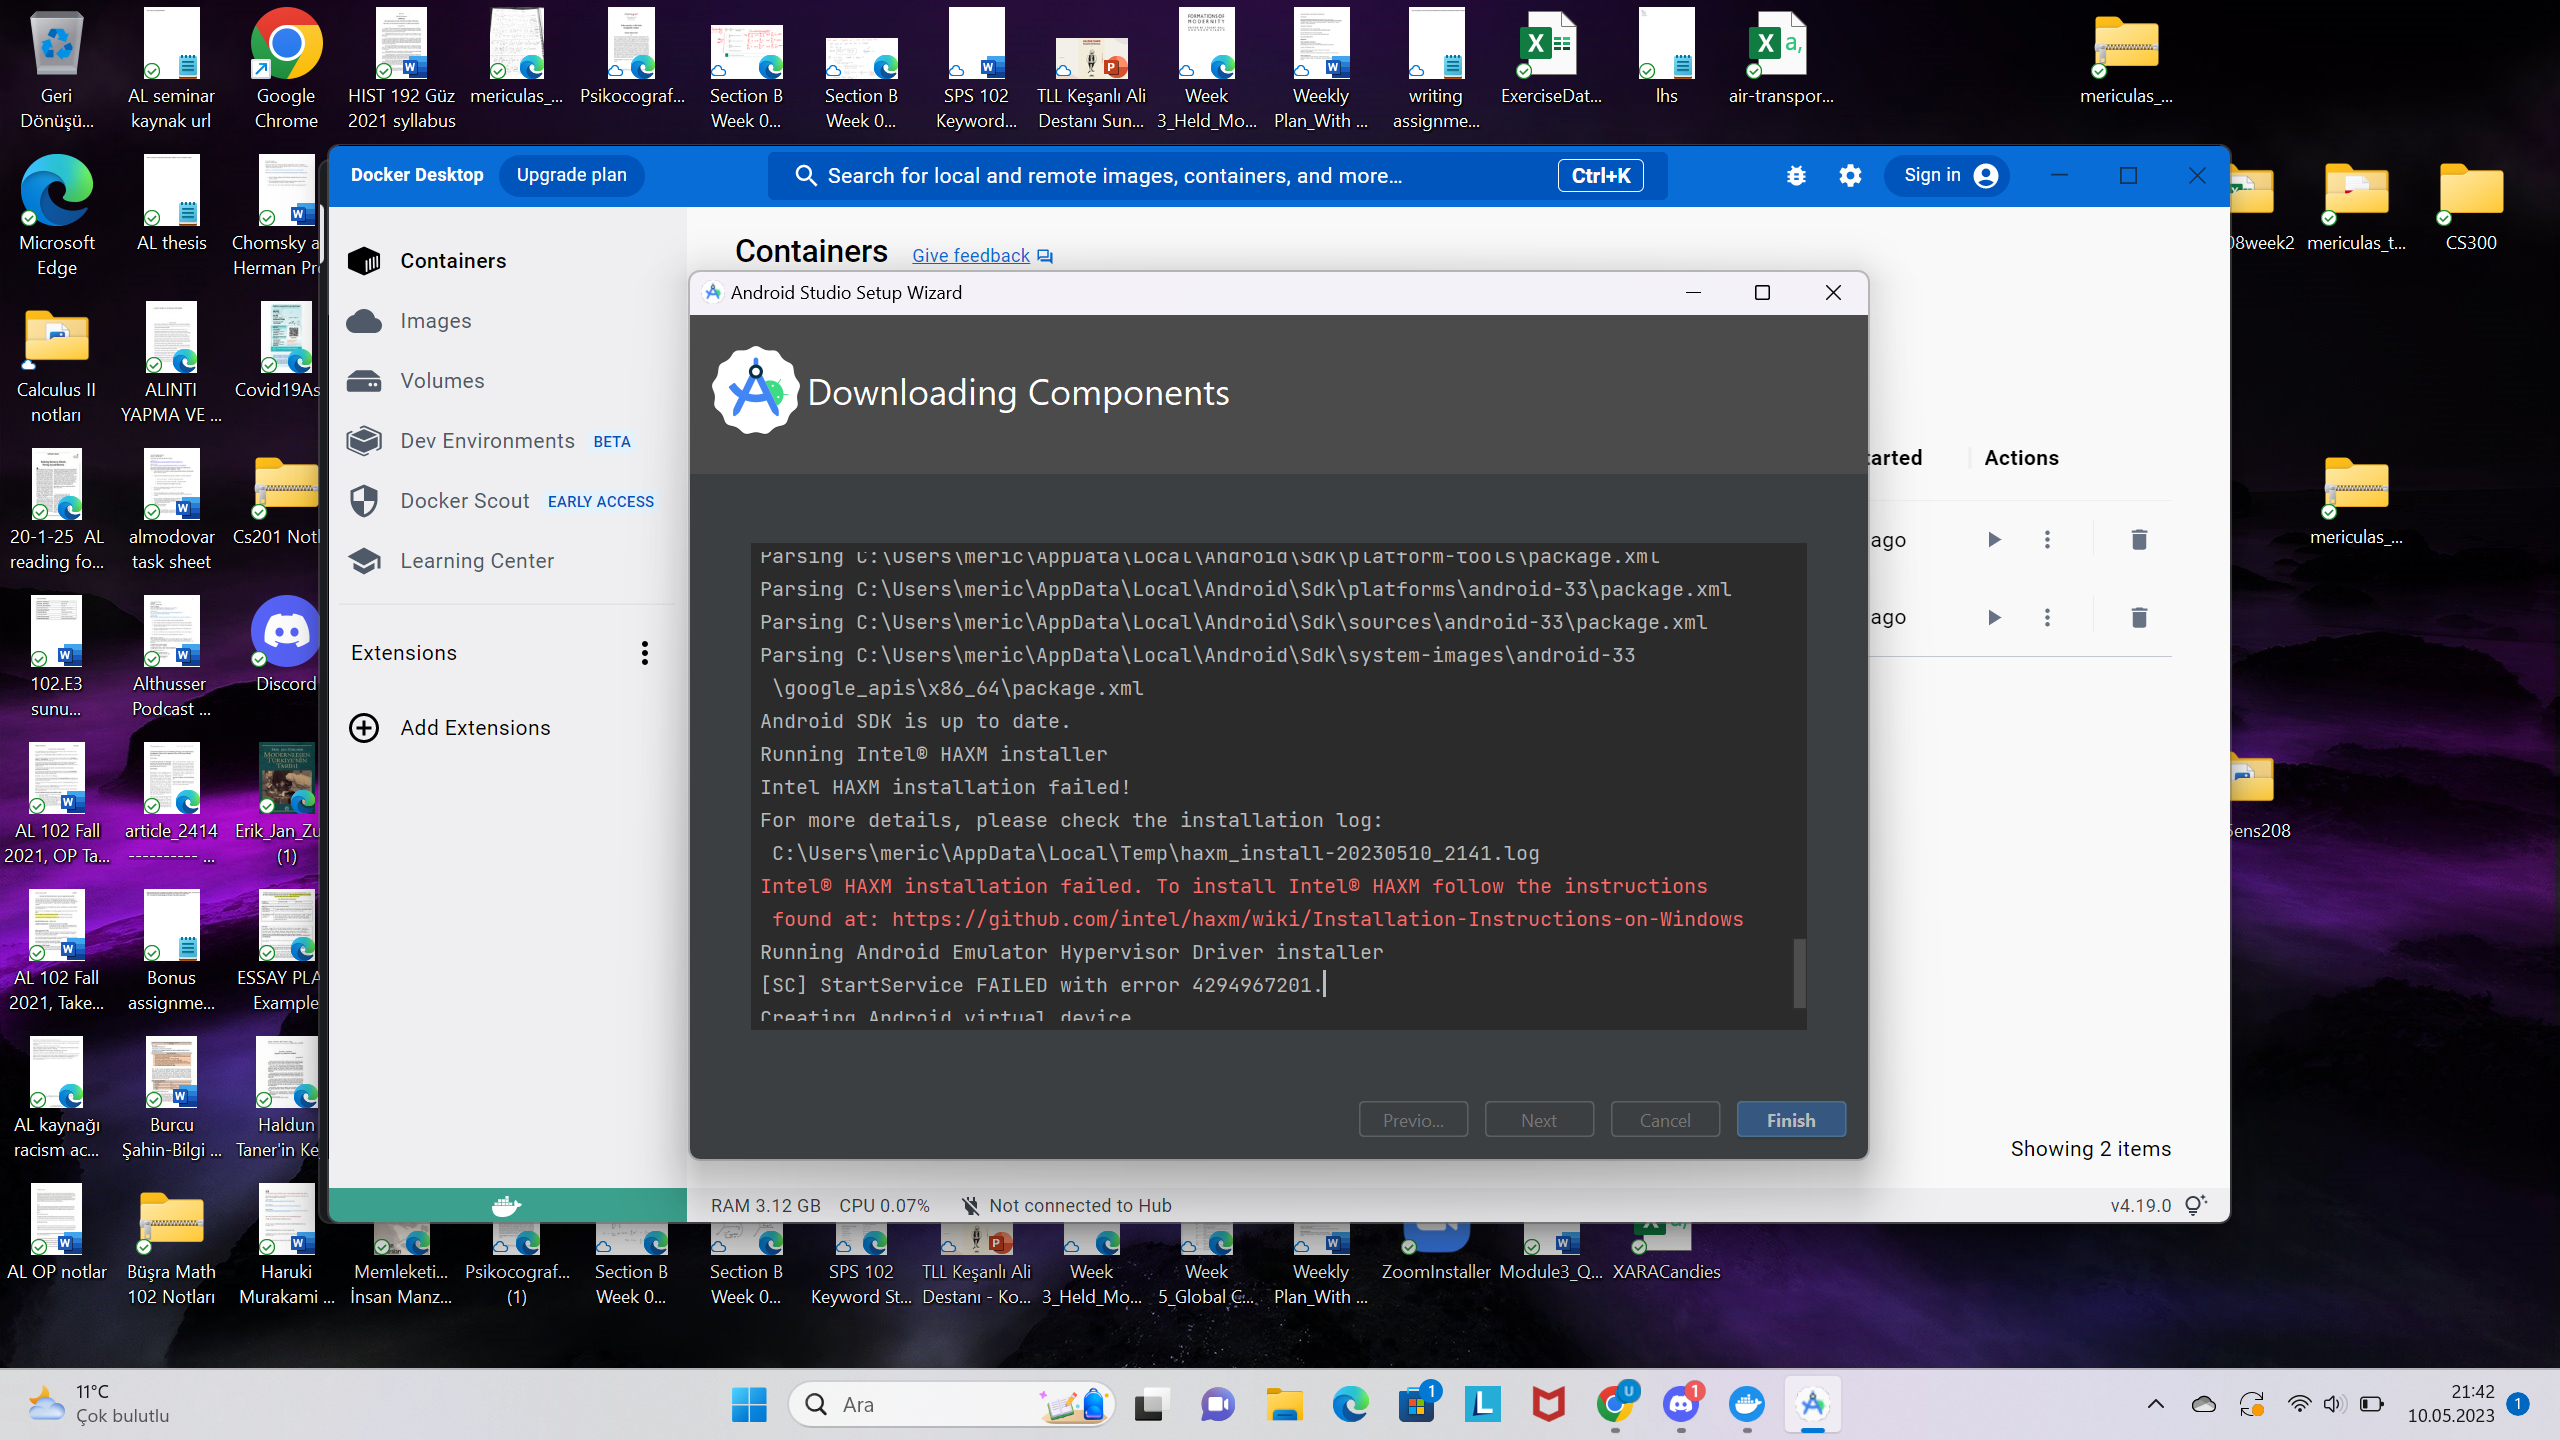 Geri
Dönüşü...
AL seminar
kaynak url
Google
Chrome
HIST 192 Güz
2021 syllabus
mericulas_...
Psikocograf...
Section B
Week 0...
Section B
Week 0...
SPS 102
Keyword...
TLL Keşanlı Ali
Destanı Sun...
Week
3_Held_Mo...
Weekly
Plan_With ...
writing
assignme...
ExerciseDat...
lhs
air-transpor...
mericulas_...
Microsoft
Edge
AL thesis
Chomsky a
Herman Pr
08week2
mericulas_t...
CS300
Calculus II
notları
ALINTI
YAPMA VE ...
Covid19As
20-1-25 AL
reading fo...
almodovar
task sheet
Cs201 Notl
mericulas_...
102.E3
sunu...
Althusser
Podcast ...
Discord
AL 102 Fall
2021, OP Ta...
article_2414
---------- ...
Erik_Jan_Zu
(1)
ens208
AL 102 Fall
2021, Take...
Bonus
assignme...
ESSAY PLA
Example
AL kaynağı
racism ac...
Burcu
Şahin-Bilgi ...
Haldun
Taner'in Ke
AL OP notlar
Büşra Math
102 Notları
Haruki
Murakami ...
Memleketi...
İnsan Manz...
Psikocograf...
(1)
Section B
Week 0...
Section B
Week 0...
SPS 102
Keyword St...
TLL Keşanlı Ali
Destanı - Ko...
Week
3_Held_Mo...
Week
5_Global C...
Weekly
Plan_With ...
ZoomInstaller
Module3_Q...
XARACandies
Docker Desktop
Upgrade plan
Search for local and remote images, containers, and more...
Ctrl+K
Sign in
Containers
Images
Volumes
Dev Environments BETA
Docker Scout EARLY ACCESS
Learning Center
Extensions
Add Extensions
Containers
Give feedback
arted
Actions
ago
ago
Showing 2 items
RAM 3.12 GB CPU 0.07% Not connected to Hub
v4.19.0
Android Studio Setup Wizard
Downloading Components
Parsing C:\Users\meric\AppData\Local\Android\Sdk\platform-tools\package.xml
Parsing C:\Users\meric\AppData\Local\Android\Sdk\platforms\android-33\package.xml
Parsing C:\Users\meric\AppData\Local\Android\Sdk\sources\android-33\package.xml
Parsing C:\Users\meric\AppData\Local\Android\Sdk\system-images\android-33
\google_apis\x86_64\package.xml
Android SDK is up to date.
Running Intel® HAXM installer
Intel HAXM installation failed!
For more details, please check the installation log:
C:\Users\meric\AppData\Local\Temp\haxm_install-20230510_2141.log
Intel® HAXM installation failed. To install Intel® HAXM follow the instructions
found at: https://github.com/intel/haxm/wiki/Installation-Instructions-on-Windows
Running Android Emulator Hypervisor Driver installer
[SC] StartService FAILED with error 4294967201.
Creating Android virtual device
Previo...
Next
Cancel
Finish
11°C
Çok bulutlu
Ara
1
U
1
21:42
10.05.2023
1